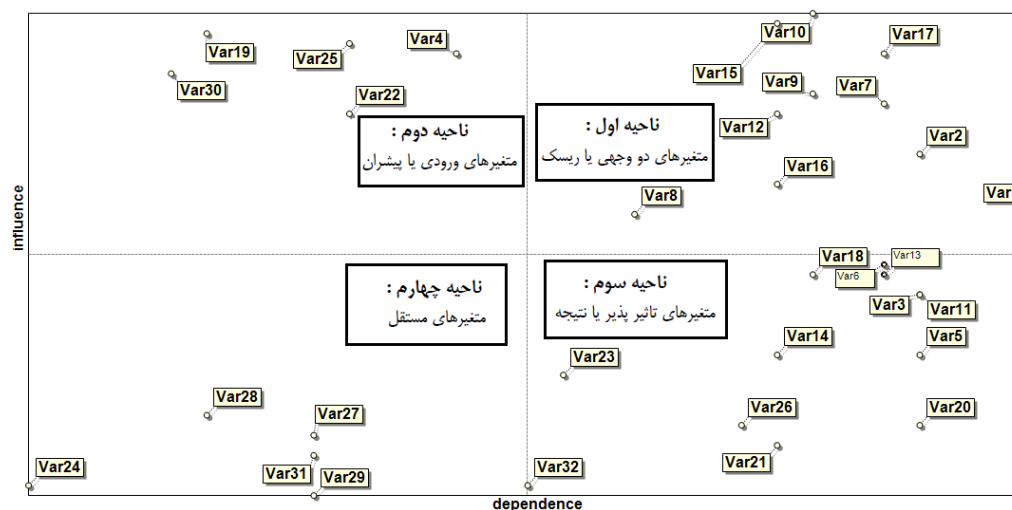 Var19
Var30
Var25
Var4
Var22
Var10
Var15
Var9
Var12
Var17
Var7
Var2
Var16
Var8
Var
ناحیه دوم :
متغیرهای ورودی یا پیشران
ناحیه اول :
متغیرهای دو وجهی یا ریسک
influence
ناحیه چهارم :
متغیرهای مستقل
ناحیه سوم :
متغیرهای تاثیر پذیر یا نتیجه
Var18
Var13
Var6
Var3
Var11
Var14
Var5
Var23
Var28
Var27
Var26
Var20
Var24
Var31
Var29
Var32
Var21
dependence